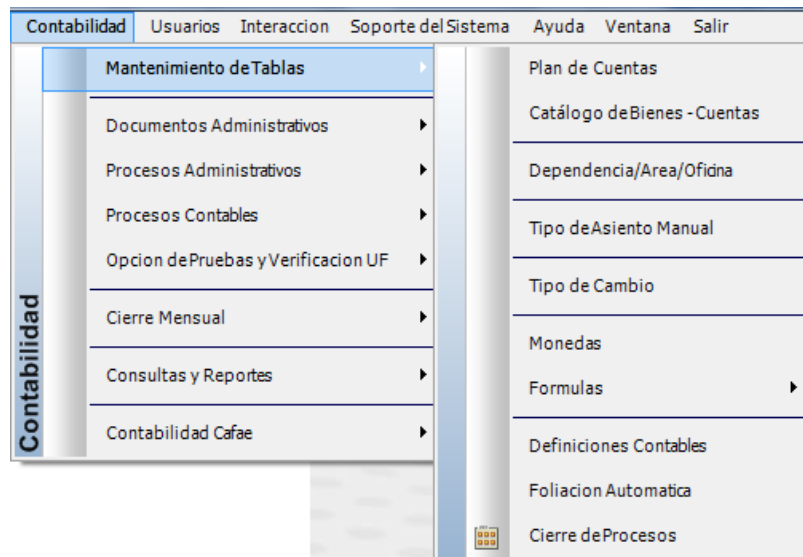 Contabilidad Usuarios Interaccion Soporte del Sistema Ayuda Ventana Salir
Mantenimiento de Tablas
Documentos Administrativos
Procesos Administrativos
Procesos Contables
Opcion de Pruebas y Verificacion UF
Cierre Mensual
Consultas y Reportes
Contabilidad Cafae
Contabilidad
Plan de Cuentas
Catálogo de Bienes - Cuentas
Dependencia/Area/Oficina
Tipo de Asiento Manual
Tipo de Cambio
Monedas
Formulas
Definiciones Contables
Foliacion Automatica
Cierre de Procesos